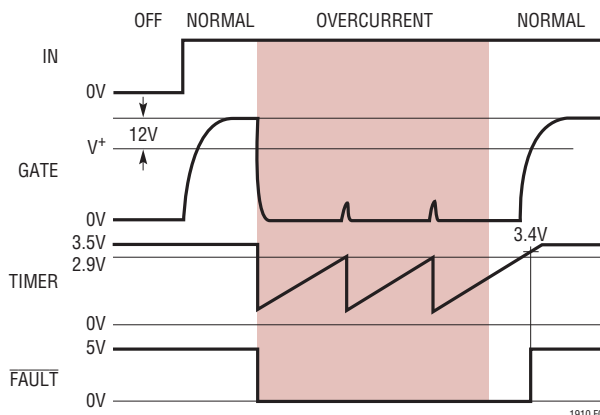 OFF NORMAL OVERCURRENT NORMAL
IN
0V
12V
V+
GATE
0V
3.5V
3.4V
2.9V
TIMER
0V
5V
FAULT
0V